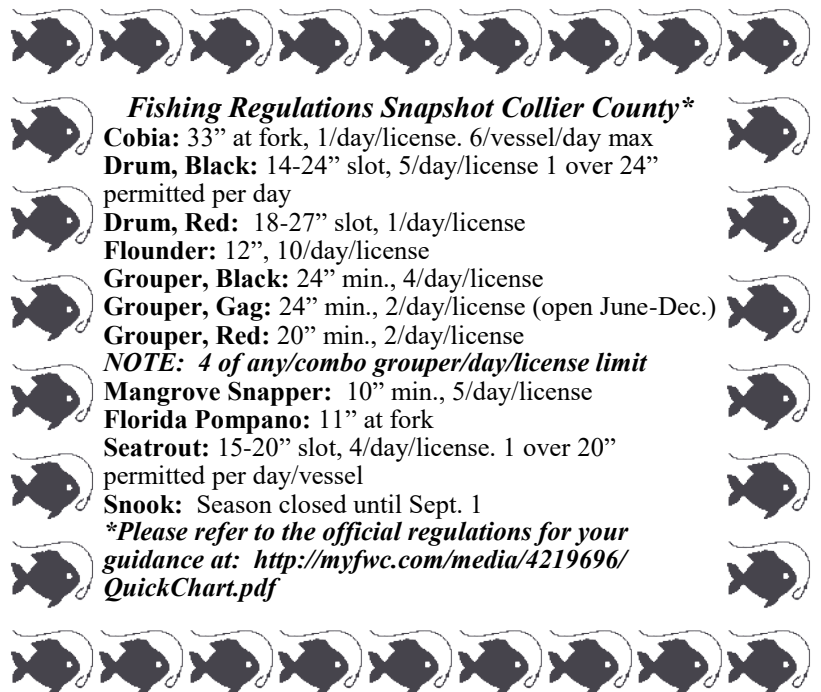 Fishing Regulations Snapshot Collier County*
Cobia: 33” at fork, 1/day/license. 6/vessel/day max
Drum, Black: 14-24” slot, 5/day/license 1 over 24”
permitted per day
Drum, Red:  18-27” slot, 1/day/license
Flounder: 12”, 10/day/license
Grouper, Black: 24” min., 4/day/license
Grouper, Gag: 24” min., 2/day/license (open June-Dec.)
Grouper, Red: 20” min., 2/day/license
NOTE:  4 of any/combo grouper/day/license limit
Mangrove Snapper:  10” min., 5/day/license
Florida Pompano: 11” at fork
Seatrout: 15-20” slot, 4/day/license. 1 over 20”
permitted per day/vessel
Snook:  Season closed until Sept. 1
*Please refer to the official regulations for your
guidance at:  http://myfwc.com/media/4219696/
QuickChart.pdf